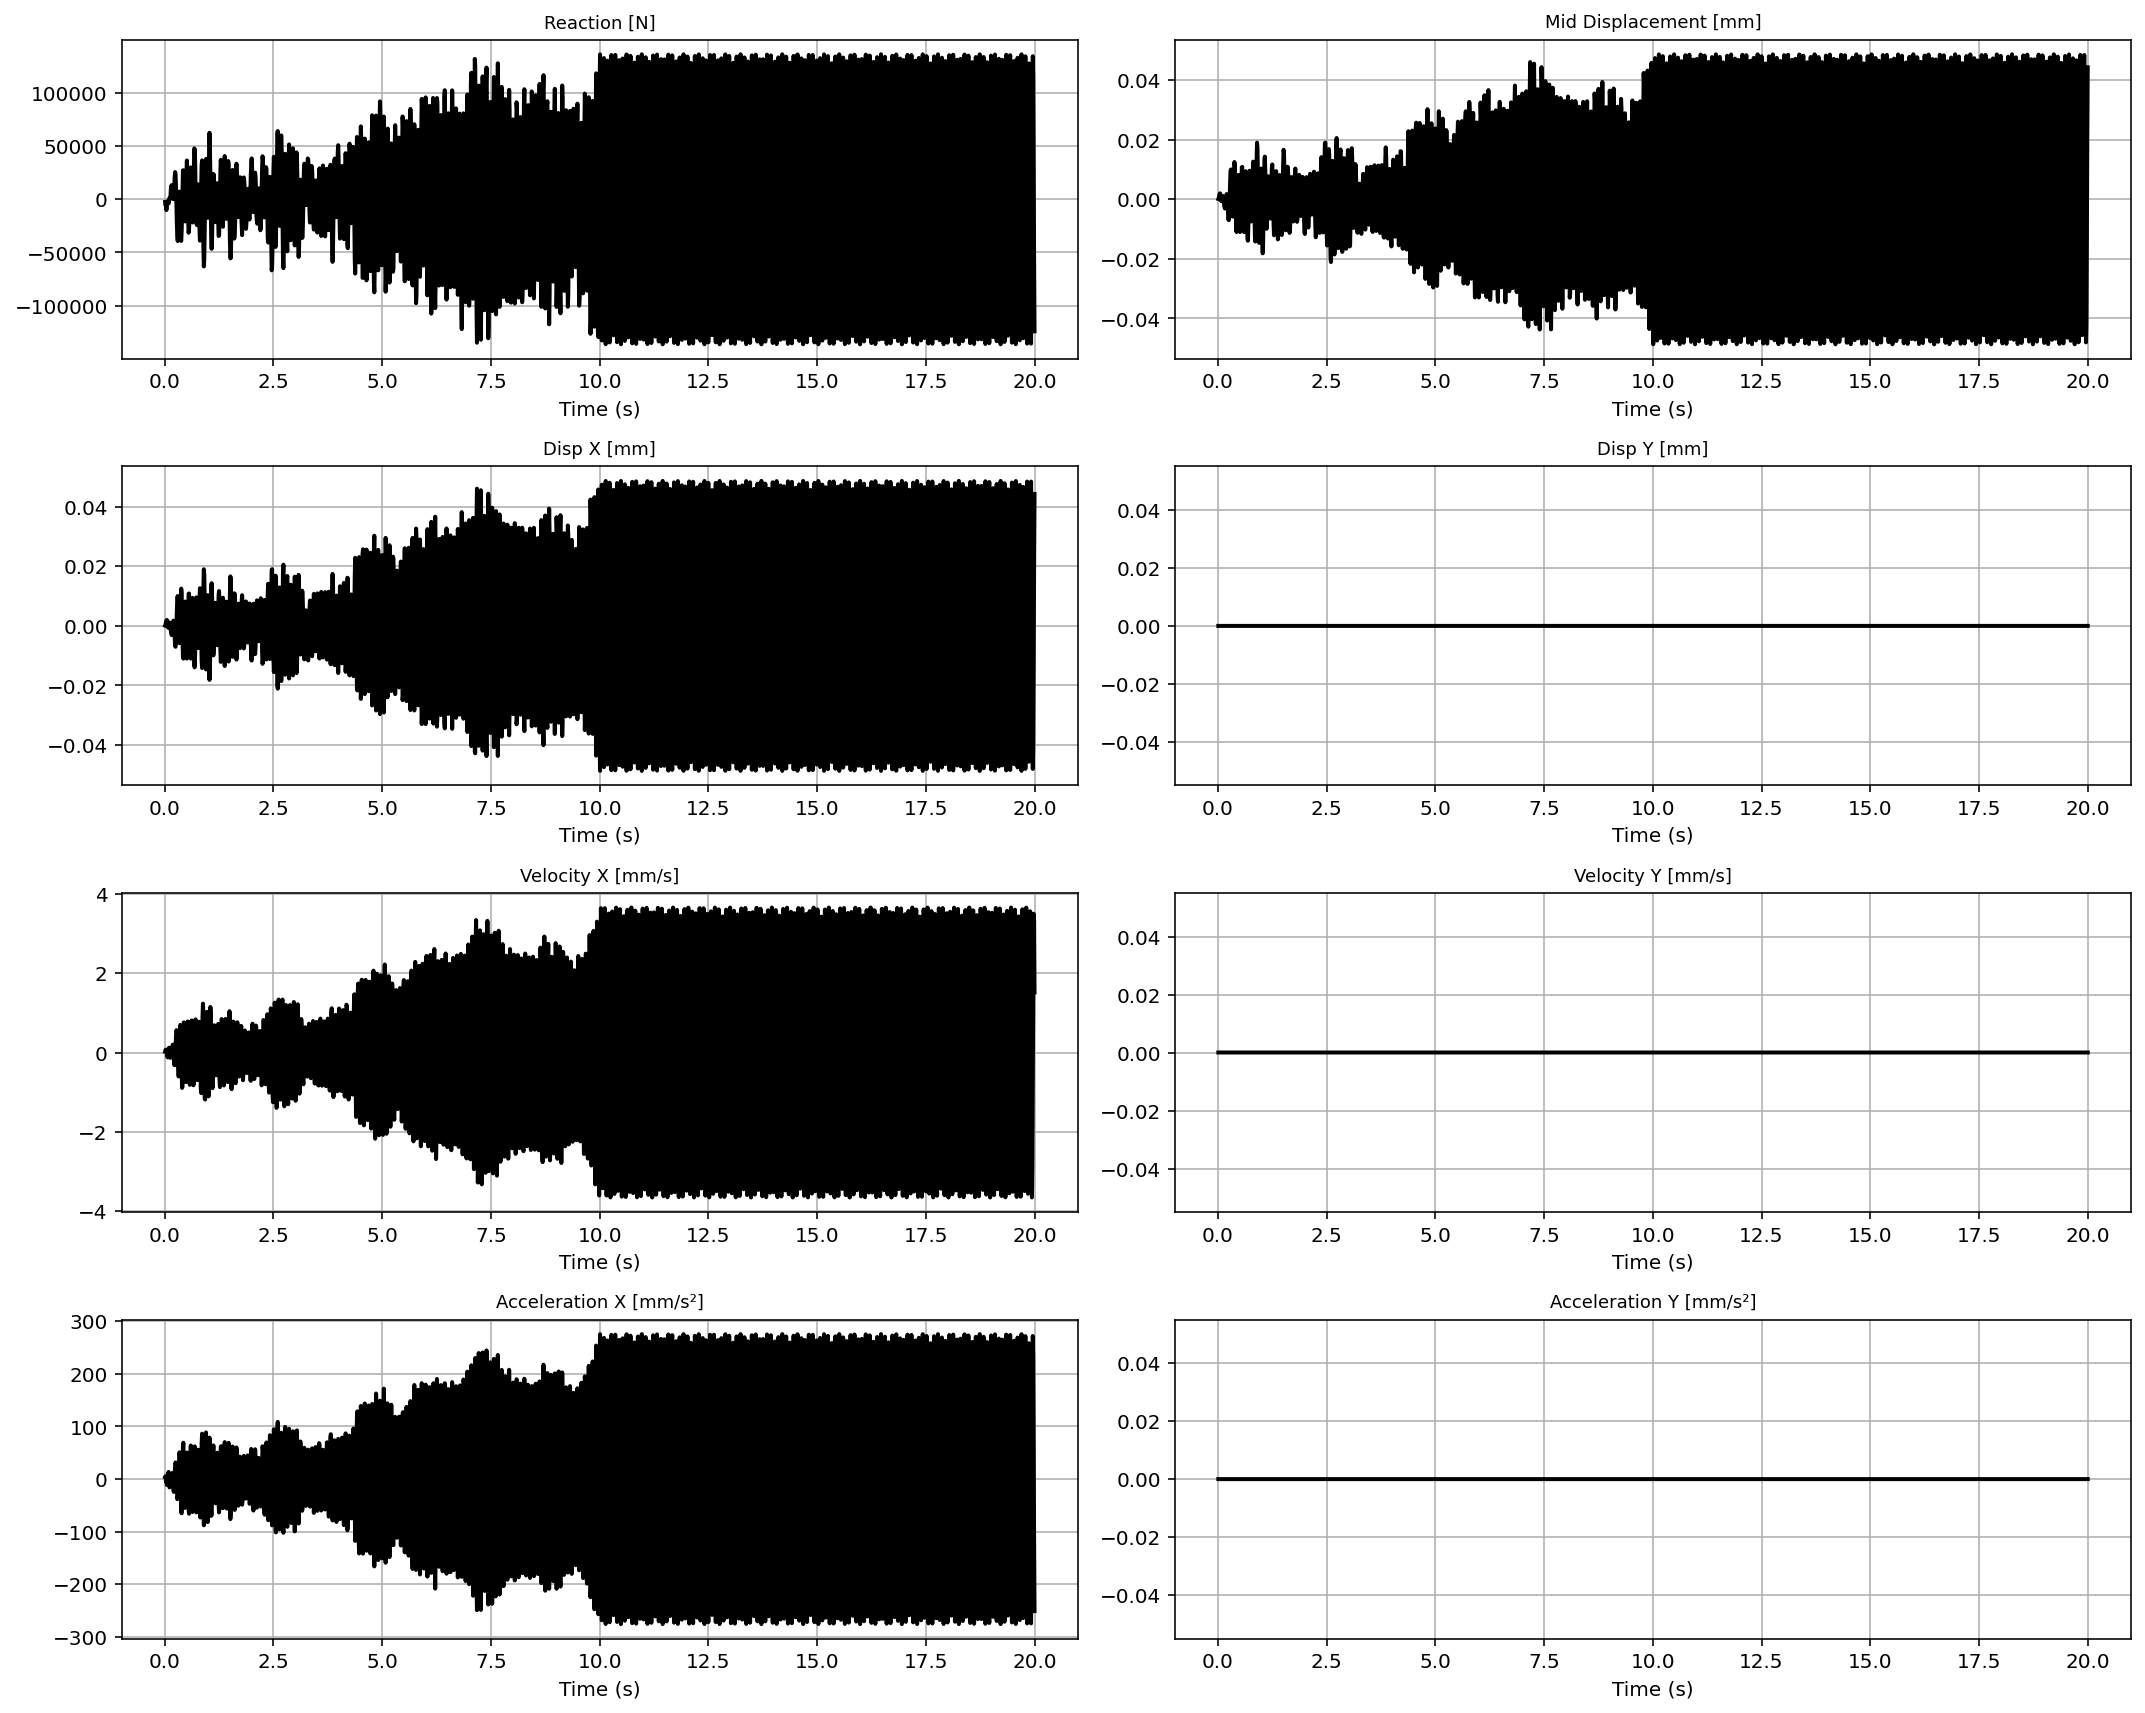 Reaction [N]
100000
50000
0
−50000
−100000
0.0 2.5 5.0 7.5 10.0 12.5 15.0 17.5 20.0
Time (s)
Mid Displacement [mm]
0.04
0.02
0.00
−0.02
−0.04
0.0 2.5 5.0 7.5 10.0 12.5 15.0 17.5 20.0
Time (s)
Disp X [mm]
0.04
0.02
0.00
−0.02
−0.04
0.0 2.5 5.0 7.5 10.0 12.5 15.0 17.5 20.0
Time (s)
Disp Y [mm]
0.04
0.02
0.00
−0.02
−0.04
0.0 2.5 5.0 7.5 10.0 12.5 15.0 17.5 20.0
Time (s)
Velocity X [mm/s]
4
2
0
−2
−4
0.0 2.5 5.0 7.5 10.0 12.5 15.0 17.5 20.0
Time (s)
Velocity Y [mm/s]
0.04
0.02
0.00
−0.02
−0.04
0.0 2.5 5.0 7.5 10.0 12.5 15.0 17.5 20.0
Time (s)
Acceleration X [mm/s²]
300
200
100
0
−100
−200
−300
0.0 2.5 5.0 7.5 10.0 12.5 15.0 17.5 20.0
Time (s)
Acceleration Y [mm/s²]
0.04
0.02
0.00
−0.02
−0.04
0.0 2.5 5.0 7.5 10.0 12.5 15.0 17.5 20.0
Time (s)